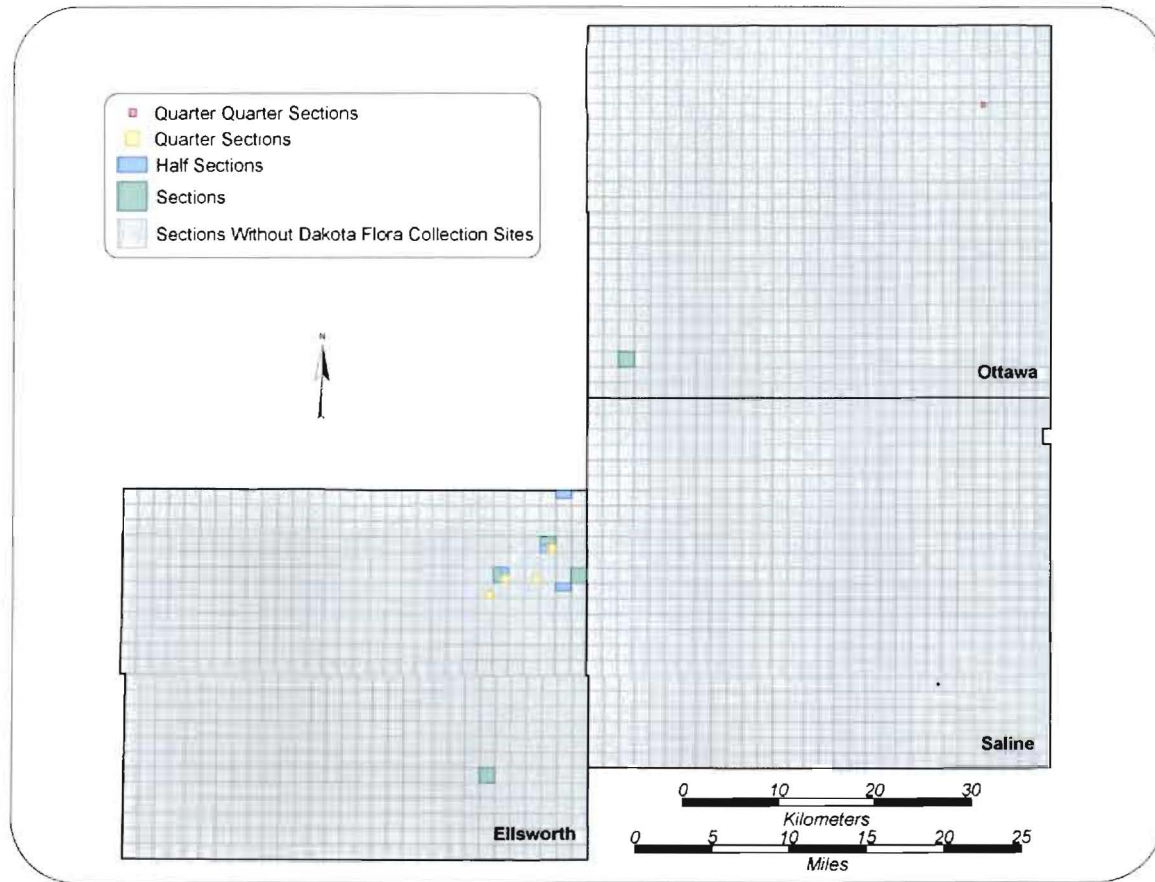 Quarter Quarter Sections
Quarter Sections
Half Sections
Sections
Sections Without Dakota Flora Collection Sites
N
Ottawa
Saline
Ellsworth
0 10 20 30
Kilometers
0 5 10 15 20 25
Miles